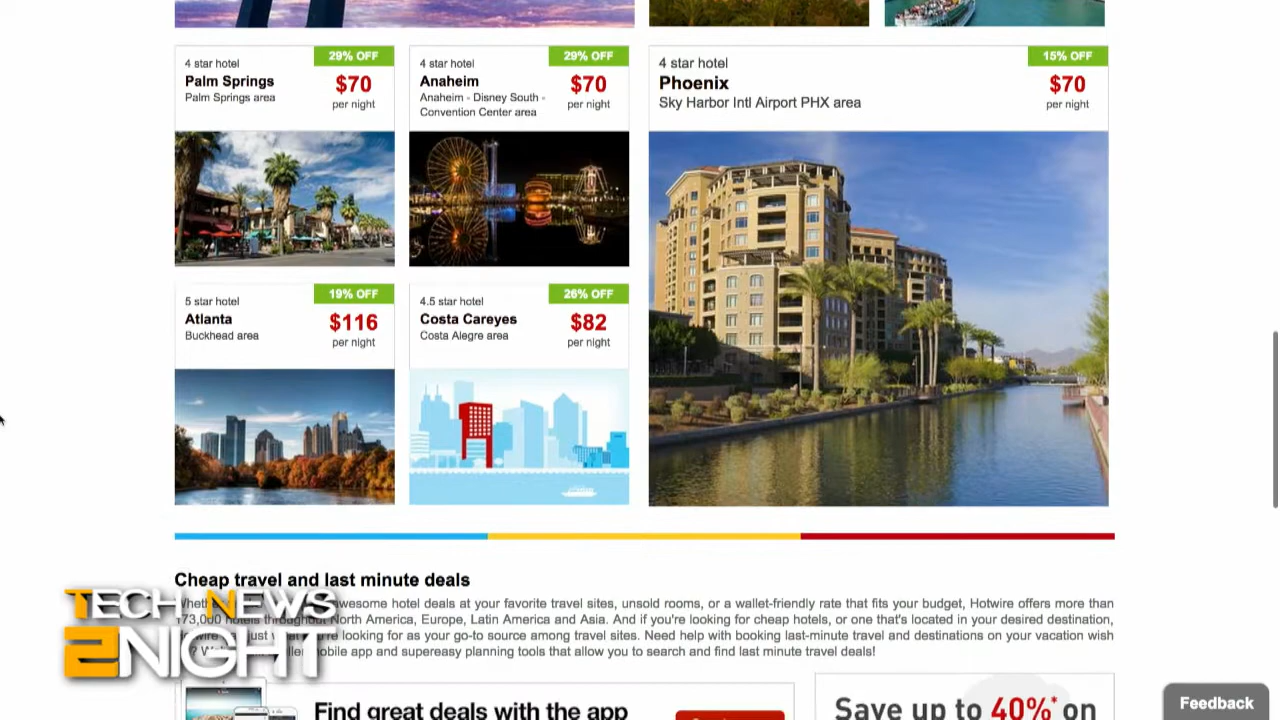 4 star hotel
29% OFF
Palm Springs
$70
Palm Springs area
per night
4 star hotel
29% OFF
Anaheim
$70
Anaheim - Disney South -
Convention Center area
per night
4 star hotel
15% OFF
Phoenix
$70
Sky Harbor Intl Airport PHX area
per night
5 star hotel
19% OFF
Atlanta
$116
Buckhead area
per night
4.5 star hotel
26% OFF
Costa Careyes
$82
Costa Alegre area
per night
Cheap travel and last minute deals
awesome hotel deals at your favorite travel sites, unsold rooms, or a wallet-friendly rate that fits your budget, Hotwire offers more than
173,000 hotels throughout North America, Europe, Latin America and Asia. And if you're looking for cheap hotels, or one that's located in your desired destination,
just looking for as your go-to source among travel sites. Need help with booking last-minute travel and destinations on your vacation wish
mobile app and supereasy planning tools that allow you to search and find last minute travel deals!
TECH NEWS
2NIGHT
Find great deals with the app
Save up to 40%* on
Feedback